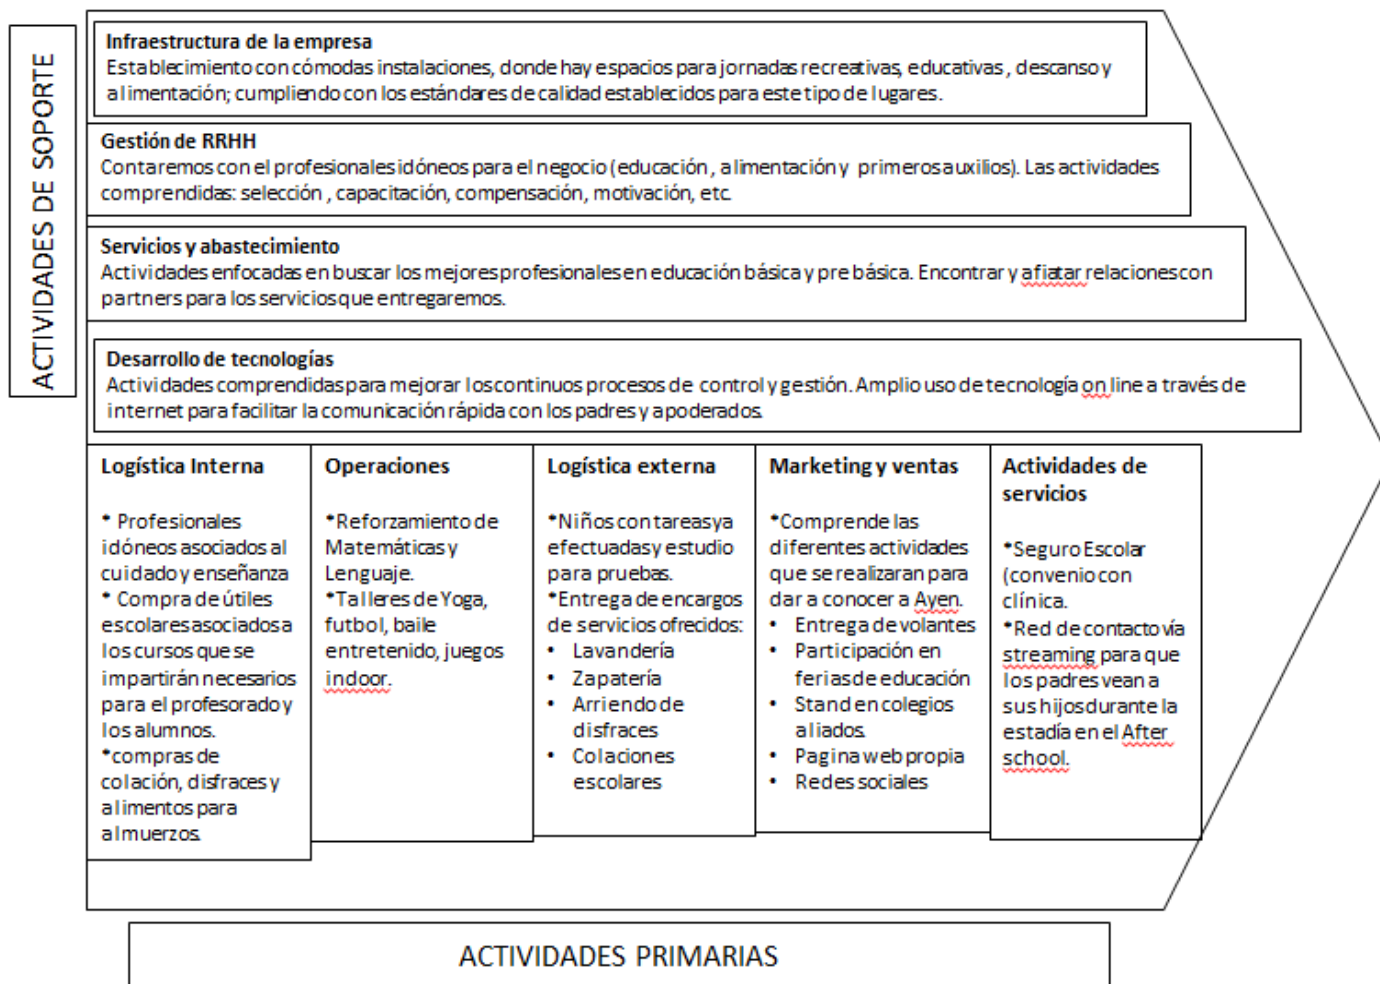 ACTIVIDADES DE SOPORTE
Infraestructura de la empresa
Establecimiento con cómodas instalaciones, donde hay espacios para jornadas recreativas, educativas , descanso y
alimentación; cumpliendo con los estándares de calidad establecidos para este tipo de lugares.
Gestión de RRHH
Contaremos con el profesionales idóneos para el negocio (educación , alimentación y primeros auxilios). Las actividades
comprendidas: selección , capacitación, compensación, motivación, etc.
Servicios y abastecimiento
Actividades enfocadas en buscar los mejores profesionales en educación básica y pre básica. Encontrar y afiatar relaciones con
partners para los servicios que entregaremos.
Desarrollo de tecnologías
Actividades comprendidas para mejorar los continuos procesos de control y gestión. Amplio uso de tecnología on line a través de
internet para facilitar la comunicación rápida con los padres y apoderados.
Logística Interna
* Profesionales
idóneos asociados al
cuidado y enseñanza
* Compra de útiles
escolares asociados a
los cursos que se
impartirán necesarios
para el profesorado y
los alumnos.
*compras de
colación, disfraces y
alimentos para
almuerzos.
Operaciones
*Reforzamiento de
Matemáticas y
Lenguaje.
*Talleres de Yoga,
futbol, baile
entretenido, juegos
indoor.
Logística externa
*Niños con tareas ya
efectuadas y estudio
para pruebas.
*Entrega de encargos
de servicios ofrecidos:
• Lavandería
• Zapatería
• Arriendo de
disfraces
• Colaciones
escolares
Marketing y ventas
*Comprende las
diferentes actividades
que se realizaran para
dar a conocer a Ayen.
• Entrega de volantes
• Participación en
ferias de educación
• Stand en colegios
aliados.
• Pagina web propia
• Redes sociales
Actividades de
servicios
*Seguro Escolar
(convenio con
clínica.
*Red de contacto vía
streaming para que
los padres vean a
sus hijos durante la
estadía en el After
school.
ACTIVIDADES PRIMARIAS